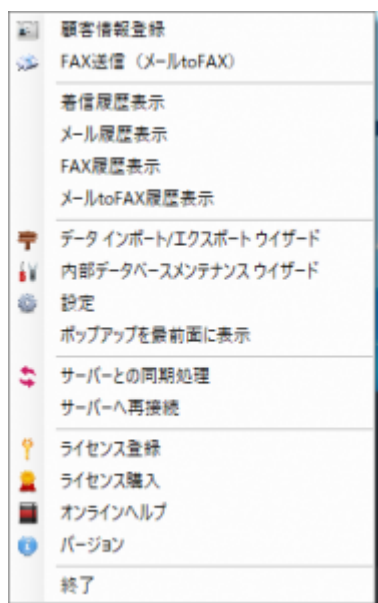 顧客情報登録
FAX送信（メールtoFAX）
着信履歴表示
メール履歴表示
FAX履歴表示
メールtoFAX履歴表示
データ インポート/エクスポート ウイザード
内部データベースメンテナンス ウイザード
設定
ポップアップを最前面に表示
サーバーとの同期処理
サーバーへ再接続
ライセンス登録
ライセンス購入
オンラインヘルプ
バージョン
終了